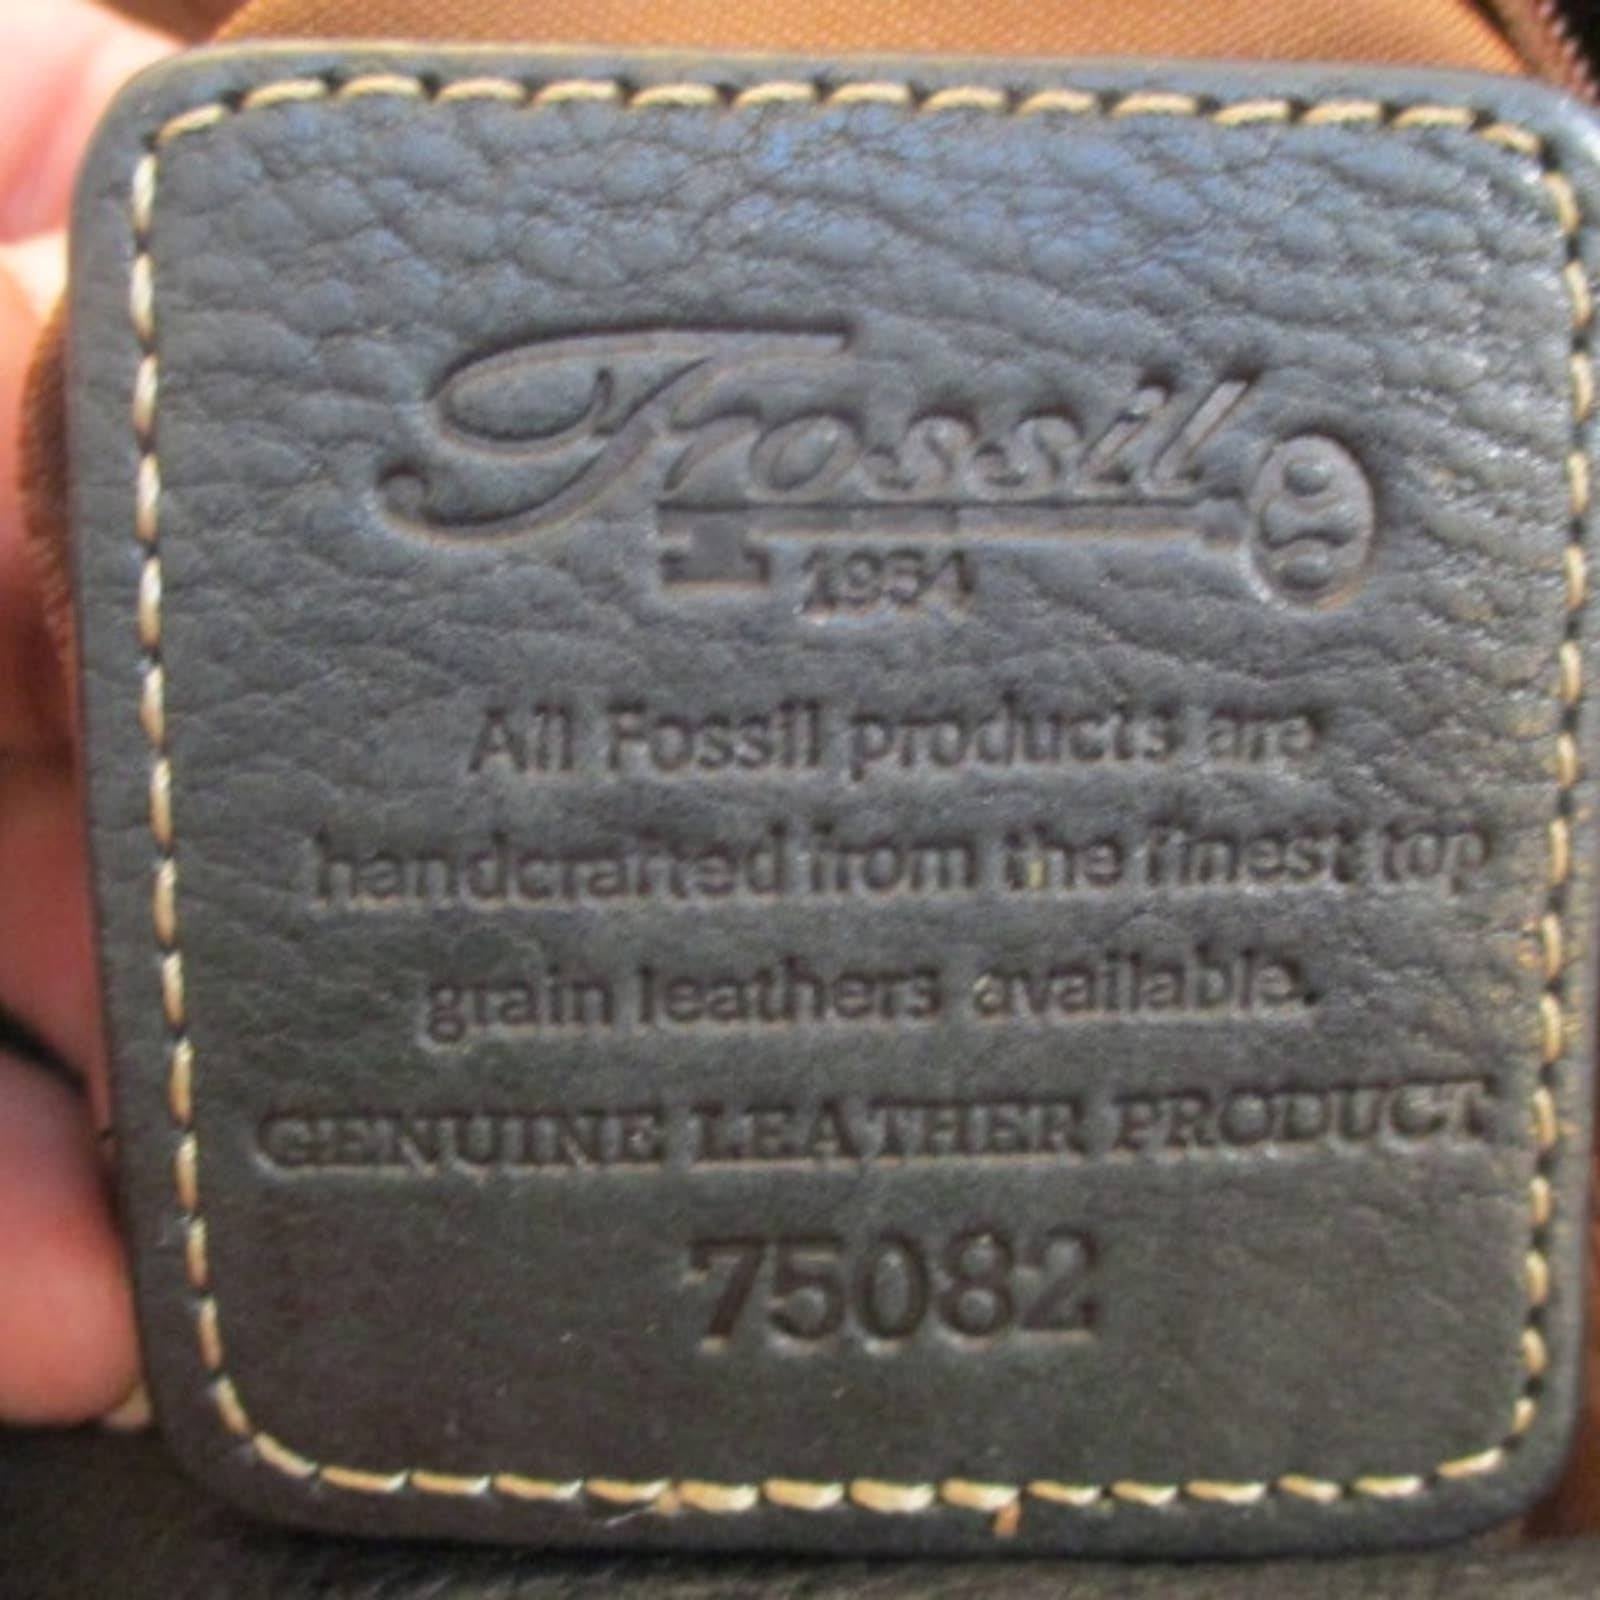 Fossil
1954
All Fossil products are
handcrafted from the finest top
grain leathers available.
GENUINE LEATHER PRODUCT
75082